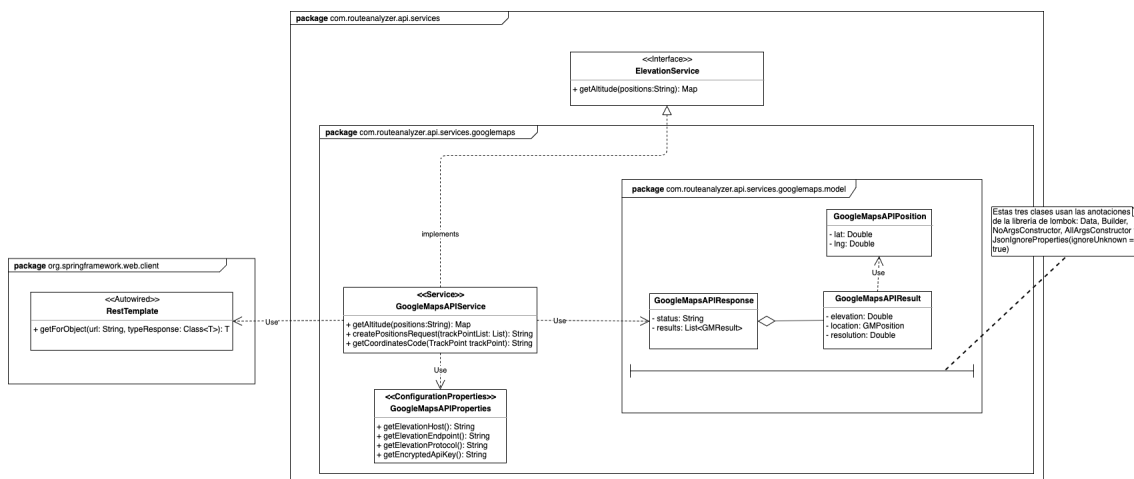 package com.routeanalyzer.api.services
<<Interface>>
ElevationService
+ getAltitude(positions:String): Map
package com.routeanalyzer.api.services.googlemaps
implements
package com.routeanalyzer.api.services.googlemaps.model
GoogleMapsAPIPosition
- lat: Double
- lng: Double
Use
GoogleMapsAPIResponse
- status: String
- results: List<GMResult>
GoogleMapsAPIResult
- elevation: Double
- location: GMPosition
- resolution: Double
Estas tres clases usan las anotaciones
de la libreria de lombok: Data, Builder,
NoArgsConstructor, AllArgsConstructor
JsonIgnoreProperties(ignoreUnknown =
true)
package org.springframework.web.client
<<Autowired>>
RestTemplate
+ getForObject(url: String, typeResponse: Class<T>): T
Use
<<Service>>
GoogleMapsAPIService
+ getAltitude(positions:String): Map
+ createPositionsRequest(trackPointList: List): String
+ getCoordinatesCode(TrackPoint trackPoint): String
Use
Use
<<ConfigurationProperties>>
GoogleMapsAPIProperties
+ getElevationHost(): String
+ getElevationEndpoint(): String
+ getElevationProtocol(): String
+ getEncryptedApiKey(): String